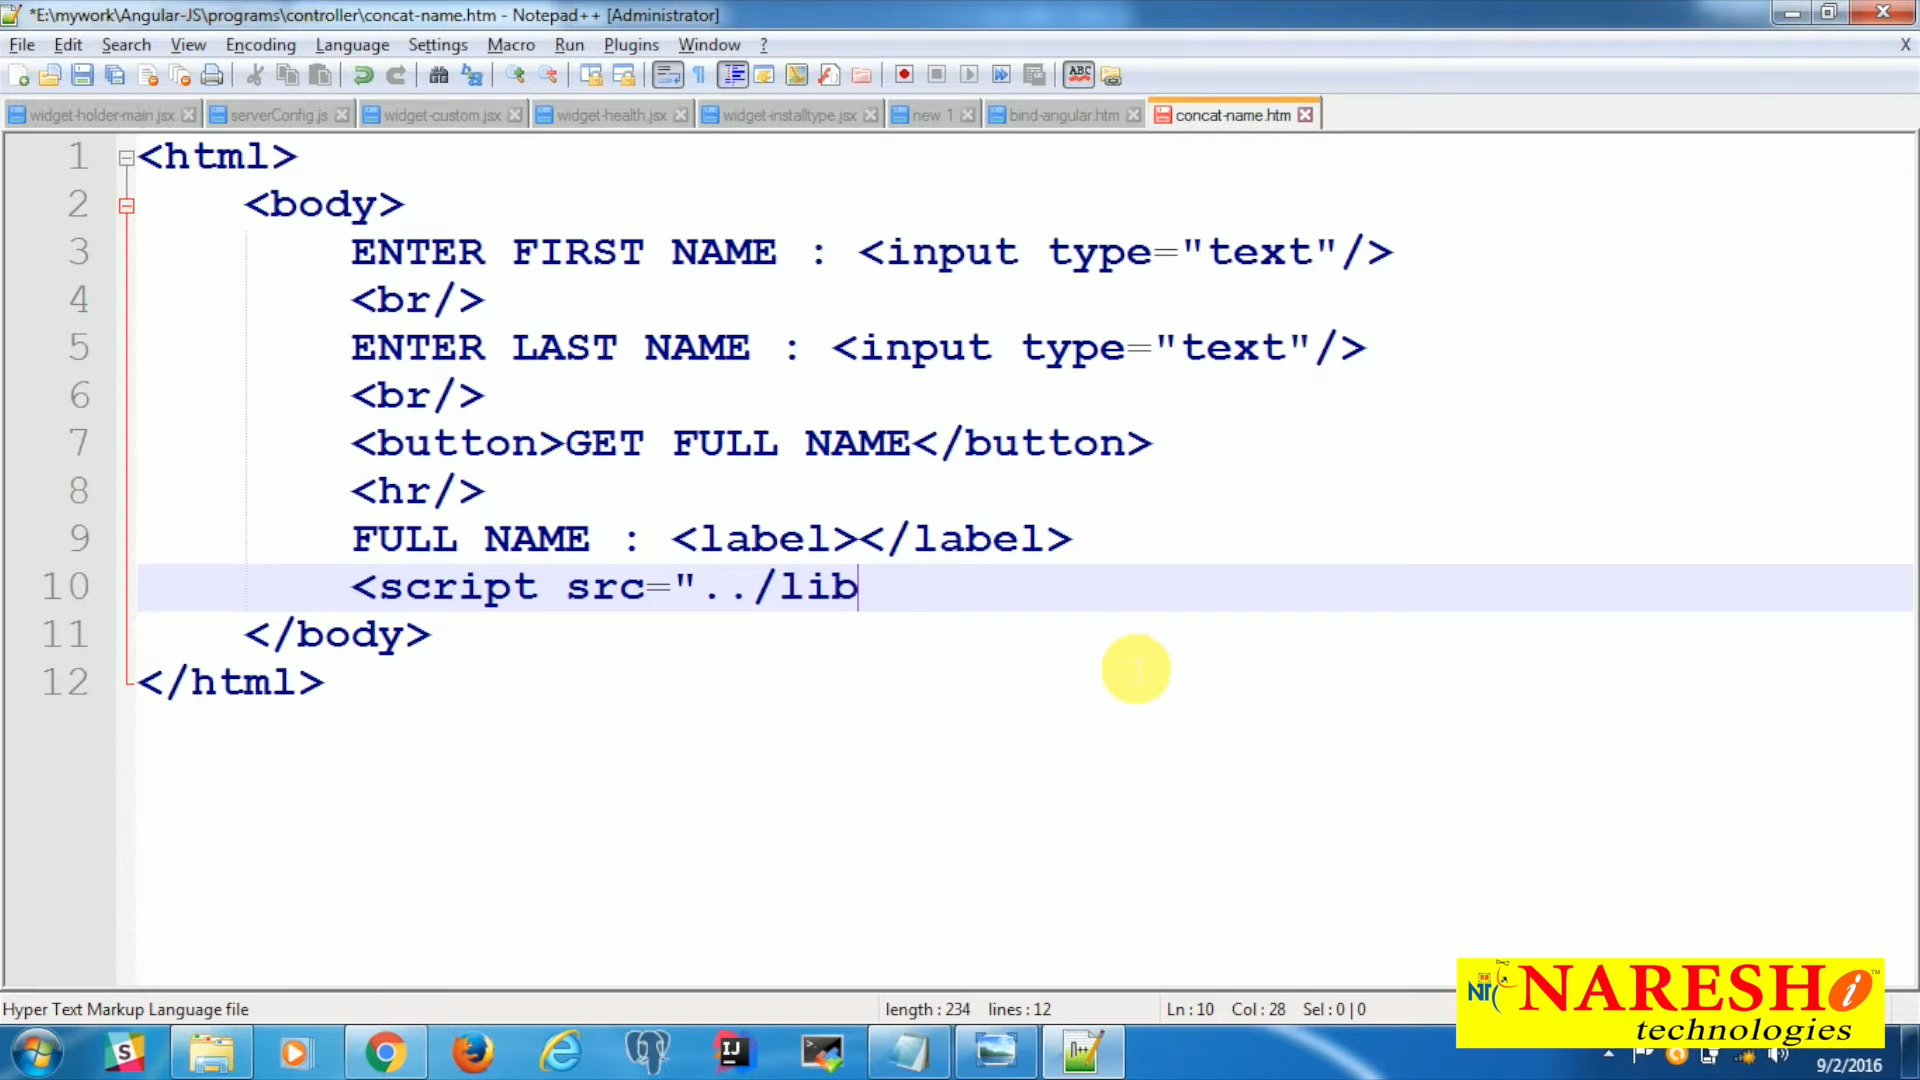 *E:\mywork\Angular-JS\programs\controller\concat-name.htm - Notepad++ [Administrator]
File Edit Search View Encoding Language Settings Macro Run Plugins Window ? X
widget-holder-main.jsx serverConfig.js widget-custom.jsx widget-health.jsx widget-installtype.jsx new 1 bind-angular.htm concat-name.htm
1 <html>
2 <body>
3 ENTER FIRST NAME : <input type="text"/>
4 <br/>
5 ENTER LAST NAME : <input type="text"/>
6 <br/>
7 <button>GET FULL NAME</button>
8 <hr/>
9 FULL NAME : <label></label>
10 <script src="../lib
11 </body>
12 </html>
NARESH i
technologies
Hyper Text Markup Language file length : 234 lines : 12 Ln : 10 Col : 28 Sel : 0 | 0
9/2/2016